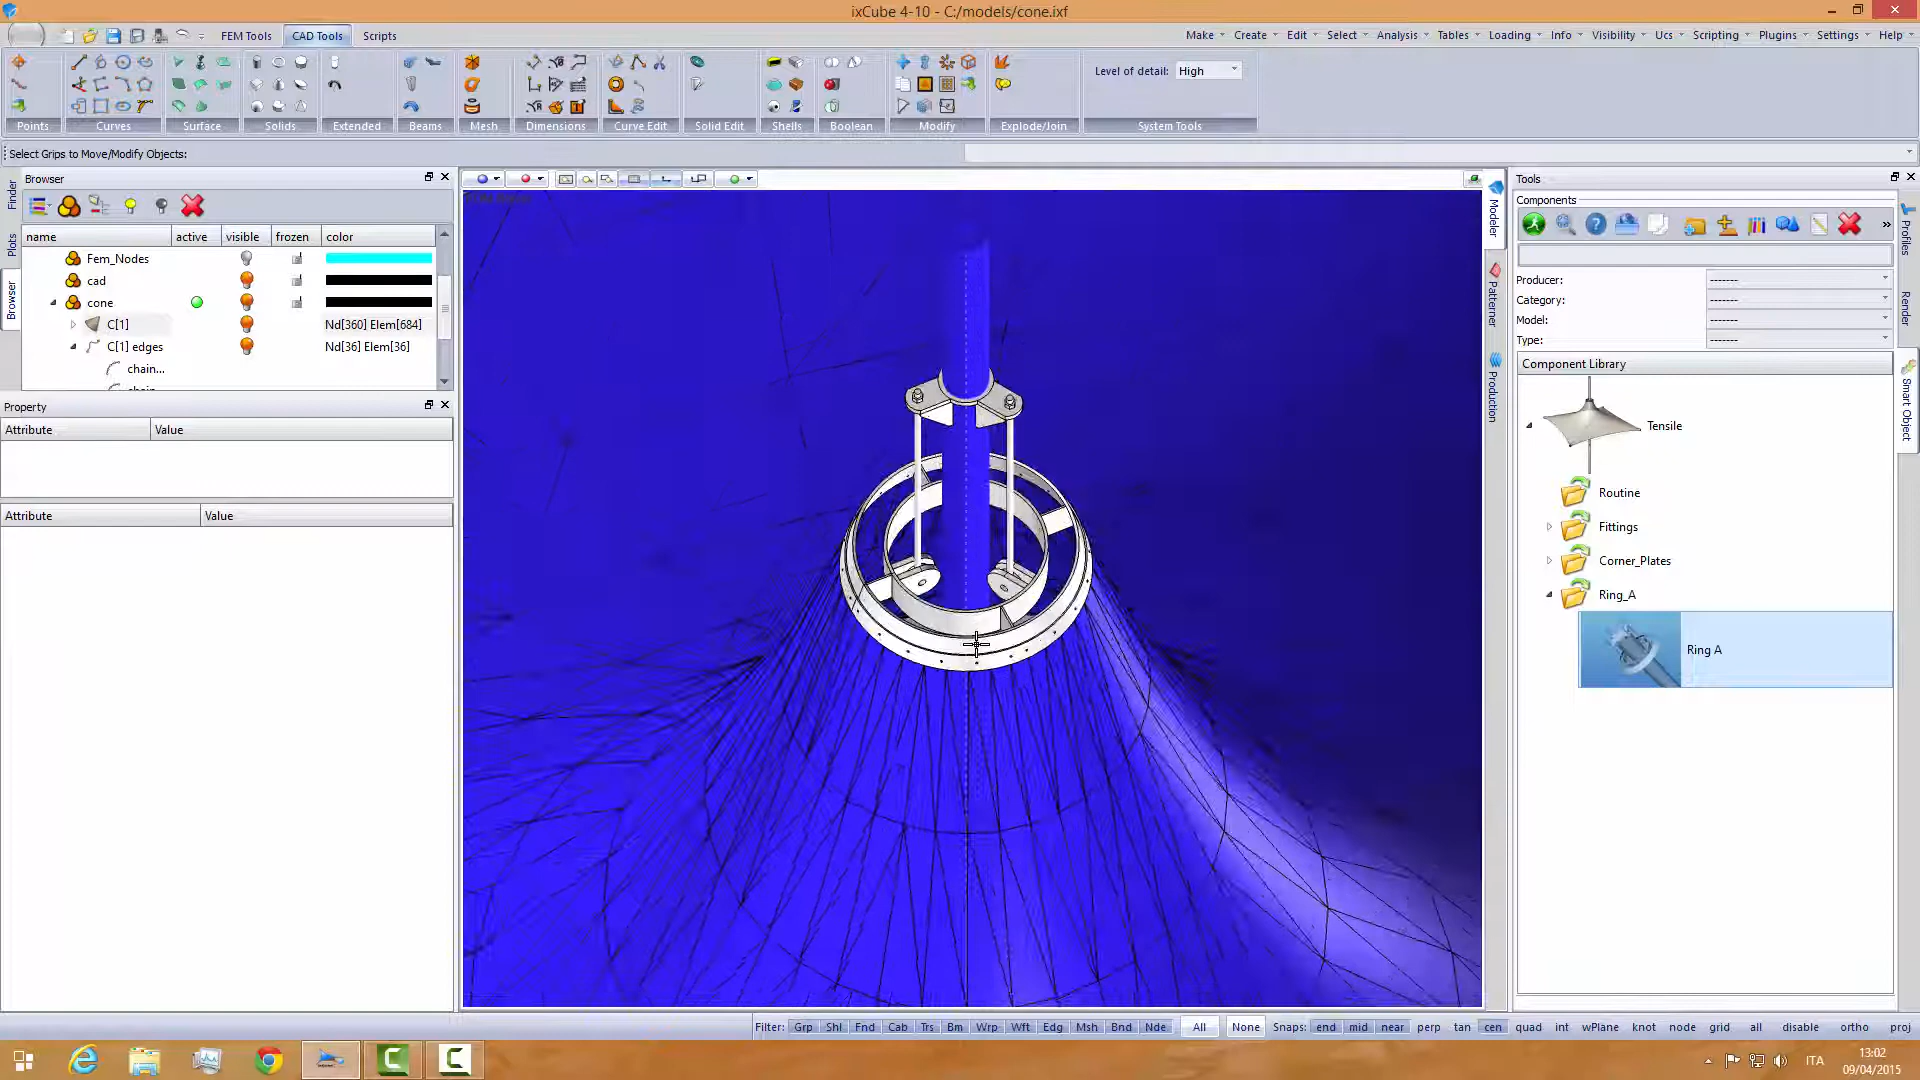 ixCube 4-10 - C:/models/cone.ixf
FEM Tools CAD Tools Scripts
Make Create Edit Select Analysis Tables Loading Info Visibility Ucs Scripting Plugins Settings Help
Level of detail: High
Points Curves Surface Solids Extended Beams Mesh Dimensions Curve Edit Solid Edit Shells Boolean Modify Explode/Join System Tools
Select Grips to Move/Modify Objects:
Browser
name active visible frozen color
Fem_Nodes
cad
cone
C[1] Nd[360] Elem[684]
C[1] edges Nd[36] Elem[36]
chain...
Property
Attribute Value
Attribute Value
Finder
Plots
Browser
Modeler
Patterner
Production
Tools
Components
Producer: -------
Category: -------
Model: -------
Type: -------
Component Library
Tensile
Routine
Fittings
Corner_Plates
Ring_A
Ring A
Profiles
Render
Smart Object
Filter: Grp Shl Fnd Cab Trs Bm Wrp Wft Edg Msh Bnd Nde All None Snaps: end mid near perp tan cen quad int wPlane knot node grid all disable ortho proj
ITA
13:02
09/04/2015